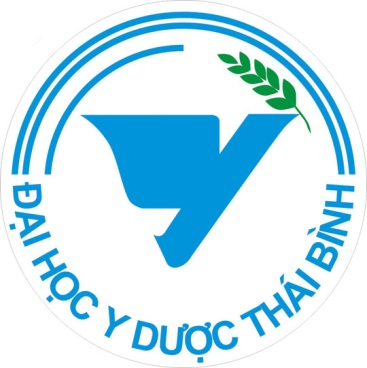 ĐẠI HỌC Y DƯỢC THÁI BÌNH